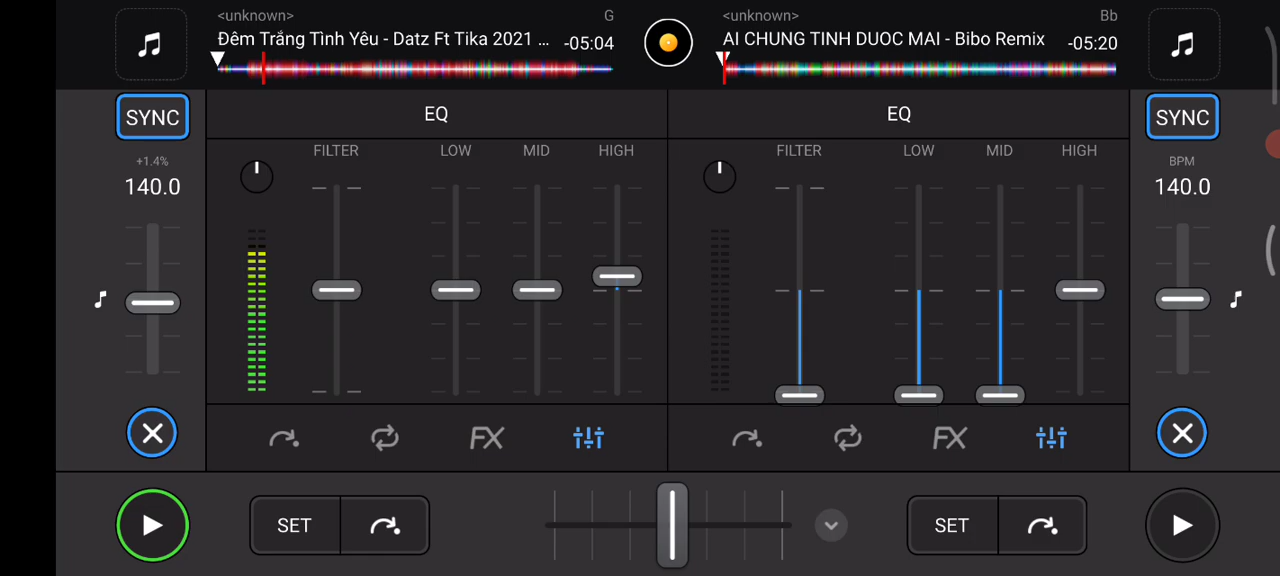 <unknown>
G
Đêm Trắng Tình Yêu - Datz Ft Tika 2021 ...
-05:04
<unknown>
Bb
AI CHUNG TINH DUOC MAI - Bibo Remix
-05:20
SYNC
EQ
EQ
SYNC
FILTER LOW MID HIGH
FILTER LOW MID HIGH
+1.4%
140.0
BPM
140.0
FX
FX
SET
SET